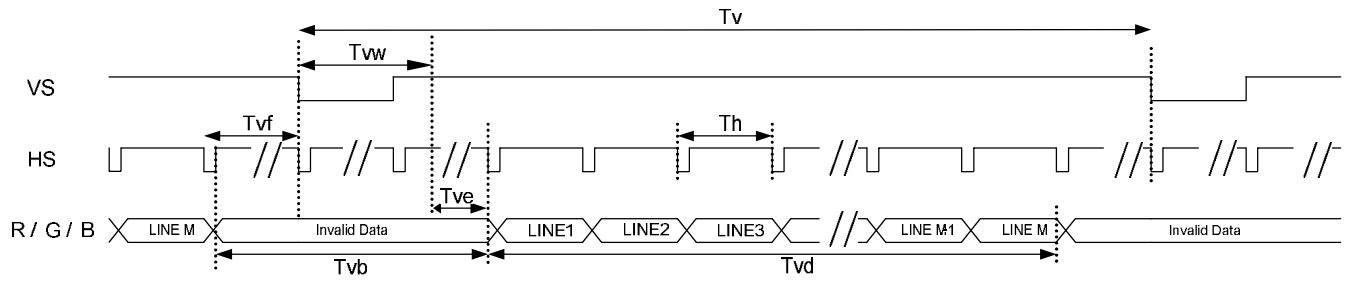 Tv
Tvw
VS
Tvf
Th
HS
Tve
R / G / B
LINE M
Invalid Data
LINE1
LINE2
LINE3
LINE M-1
LINE M
Invalid Data
Tvb
Tvd